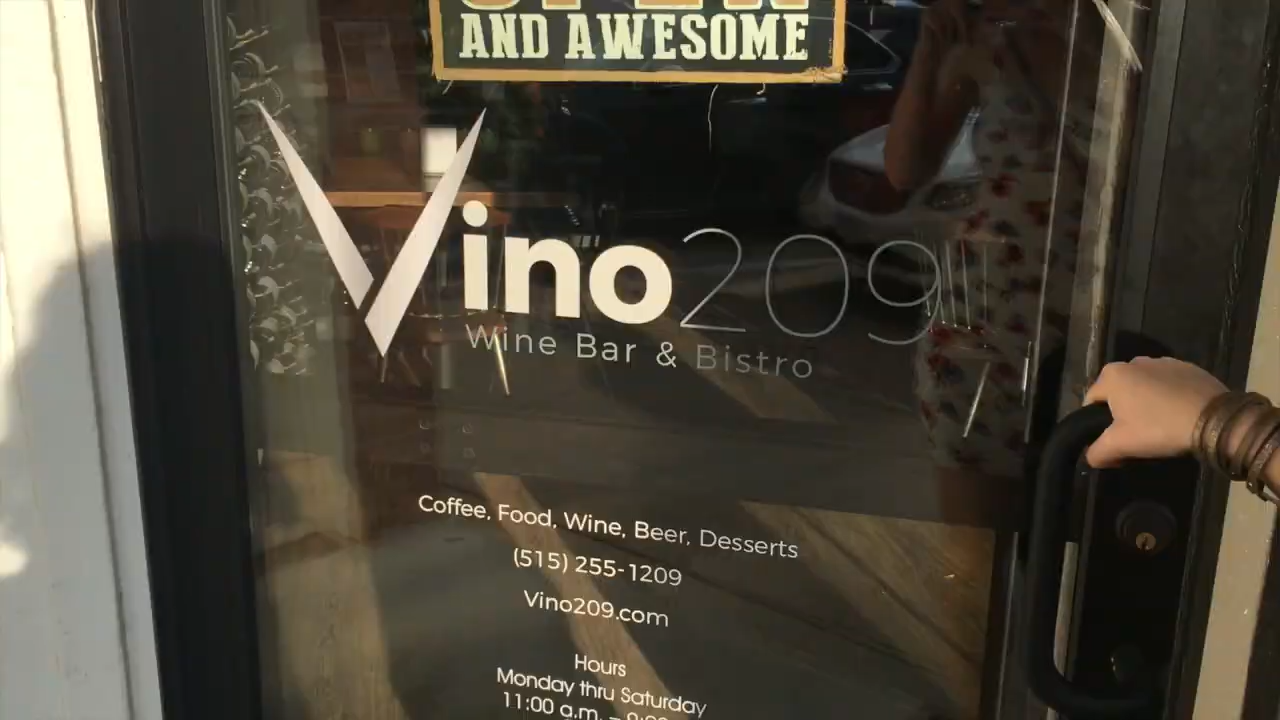 AND AWESOME
Vino209
Wine Bar & Bistro
Coffee, Food, Wine, Beer, Desserts
(515) 255-1209
Vino209.com
Hours
Monday thru Saturday
11:00 a.m. –